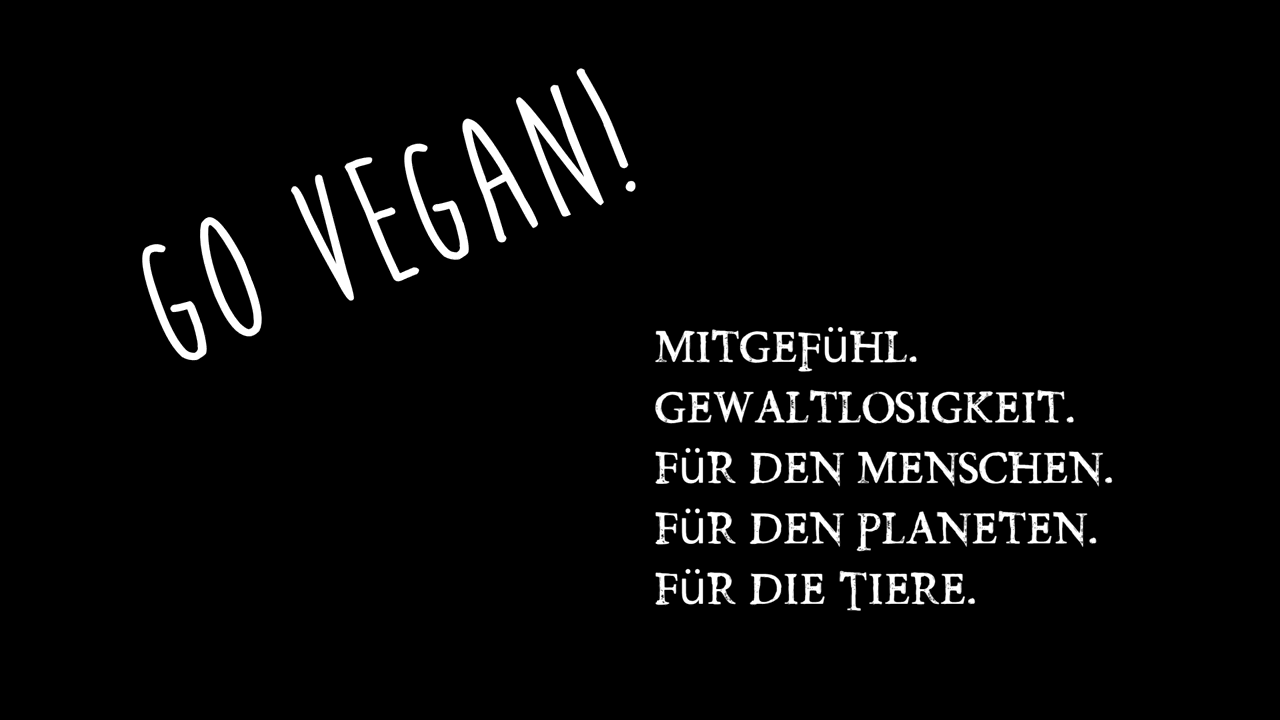 GO VEGAN!
MITGEFÜHL.
GEWALTLOSIGKEIT.
FÜR DEN MENSCHEN.
FÜR DEN PLANETEN.
FÜR DIE TIERE.